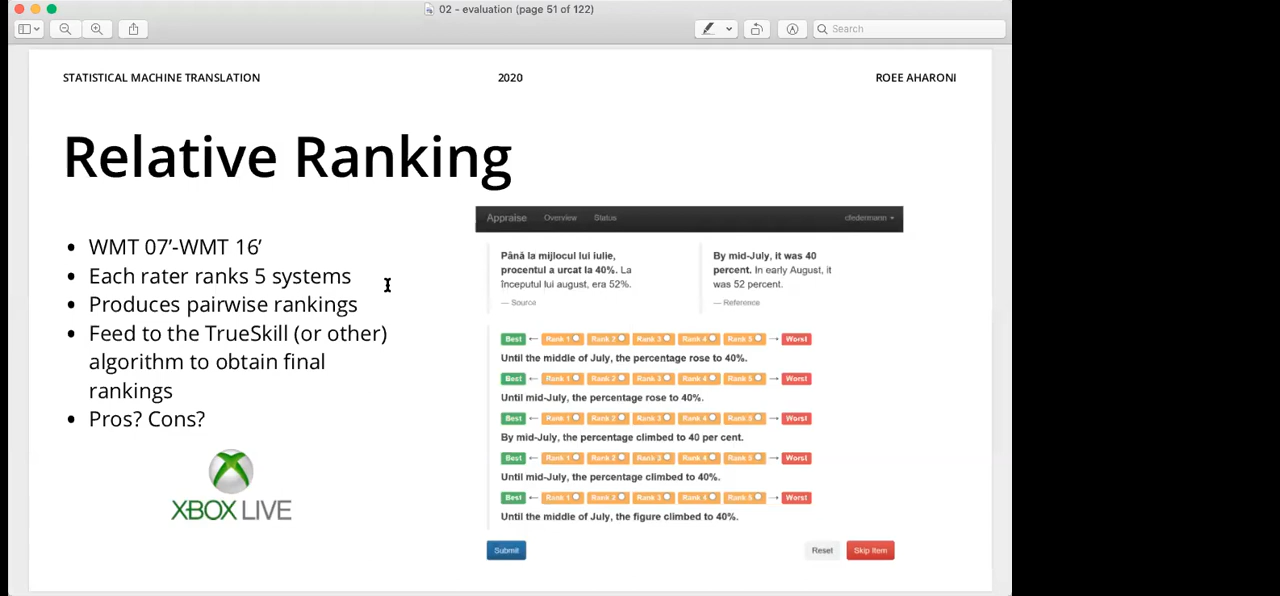 02 - evaluation (page 51 of 122)
Search
STATISTICAL MACHINE TRANSLATION 2020 ROEE AHARONI
Relative Ranking
• WMT 07’-WMT 16’
• Each rater ranks 5 systems
• Produces pairwise rankings
• Feed to the TrueSkill (or other)
algorithm to obtain final
rankings
• Pros? Cons?
XBOX LIVE
Appraise Overview Status cfedermann
Până la mijlocul lui iulie,
procentul a urcat la 40%. La
începutul lui august, era 52%.
— Source
By mid-July, it was 40
percent. In early August, it
was 52 percent.
— Reference
Best ← Rank 1 Rank 2 Rank 3 Rank 4 Rank 5 → Worst
Until the middle of July, the percentage rose to 40%.
Best ← Rank 1 Rank 2 Rank 3 Rank 4 Rank 5 → Worst
Until mid-July, the percentage rose to 40%.
Best ← Rank 1 Rank 2 Rank 3 Rank 4 Rank 5 → Worst
By mid-July, the percentage climbed to 40 per cent.
Best ← Rank 1 Rank 2 Rank 3 Rank 4 Rank 5 → Worst
Until mid-July, the percentage climbed to 40%.
Best ← Rank 1 Rank 2 Rank 3 Rank 4 Rank 5 → Worst
Until the middle of July, the figure climbed to 40%.
Submit Reset Skip Item